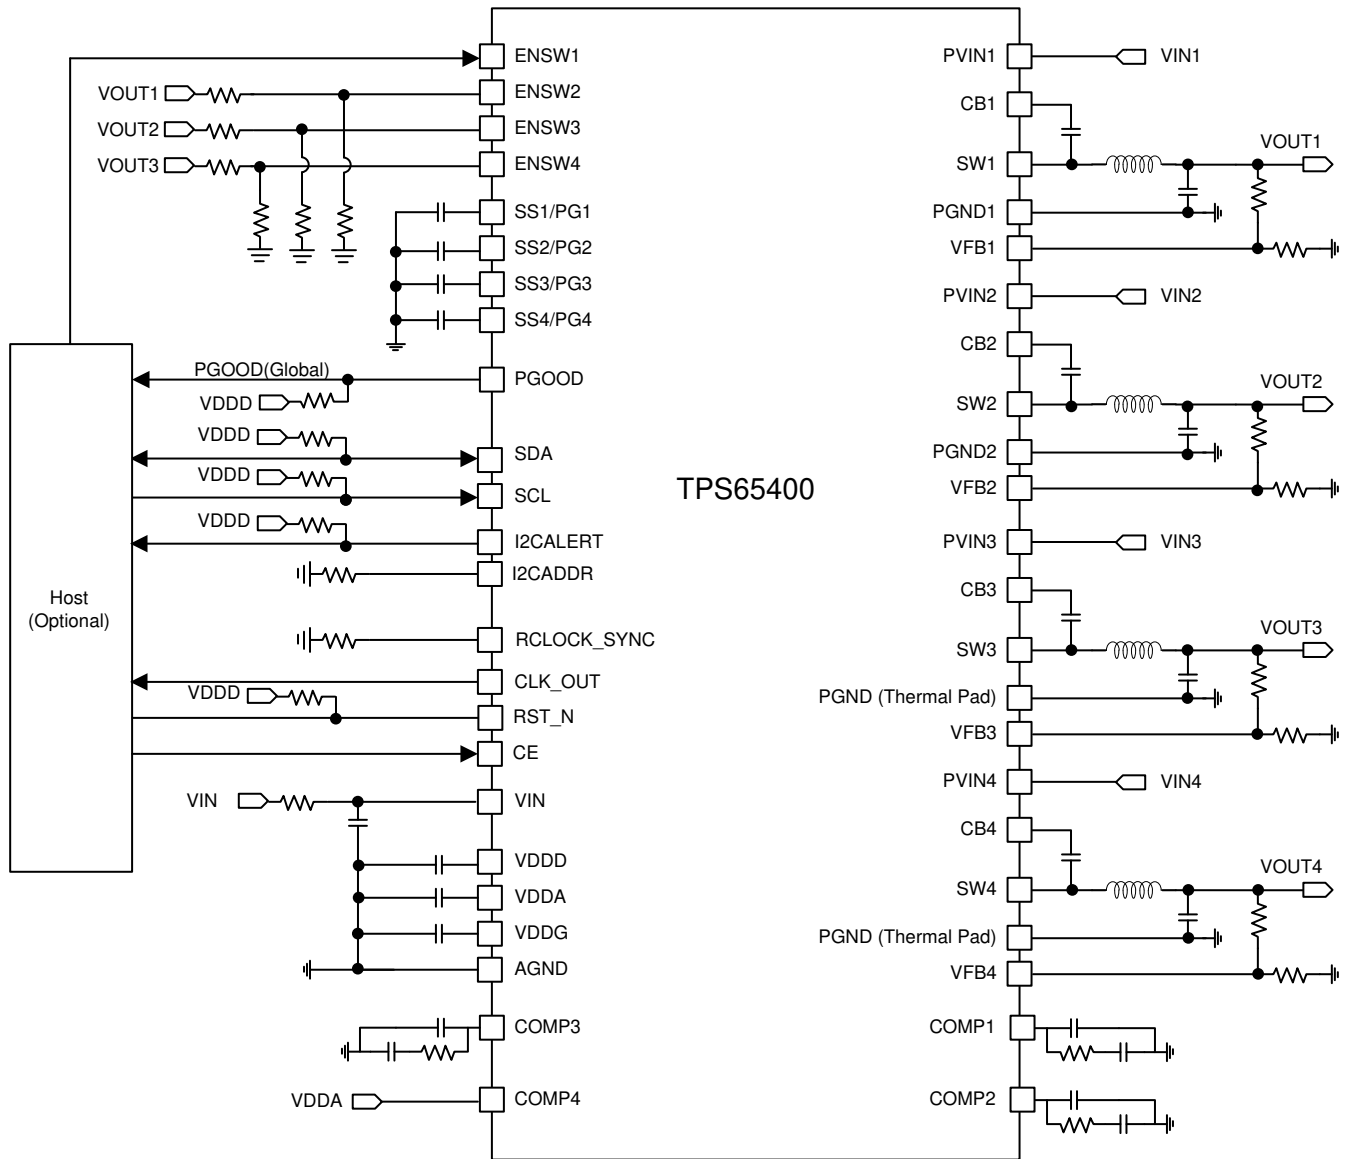 ENSW1
VOUT1
ENSW2
VOUT2
ENSW3
VOUT3
ENSW4
SS1/PG1
SS2/PG2
SS3/PG3
SS4/PG4
PGOOD(Global)
PGOOD
VDDD
VDDD
SDA
VDDD
SCL
VDDD
I2CALERT
I2CADDR
Host
(Optional)
RCLOCK_SYNC
CLK_OUT
VDDD
RST_N
CE
VIN
VIN
VDDD
VDDA
VDDG
AGND
COMP3
VDDA
COMP4
TPS65400
PVIN1
VIN1
CB1
SW1
VOUT1
PGND1
VFB1
PVIN2
VIN2
CB2
SW2
VOUT2
PGND2
VFB2
PVIN3
VIN3
CB3
SW3
VOUT3
PGND (Thermal Pad)
VFB3
PVIN4
VIN4
CB4
SW4
VOUT4
PGND (Thermal Pad)
VFB4
COMP1
COMP2